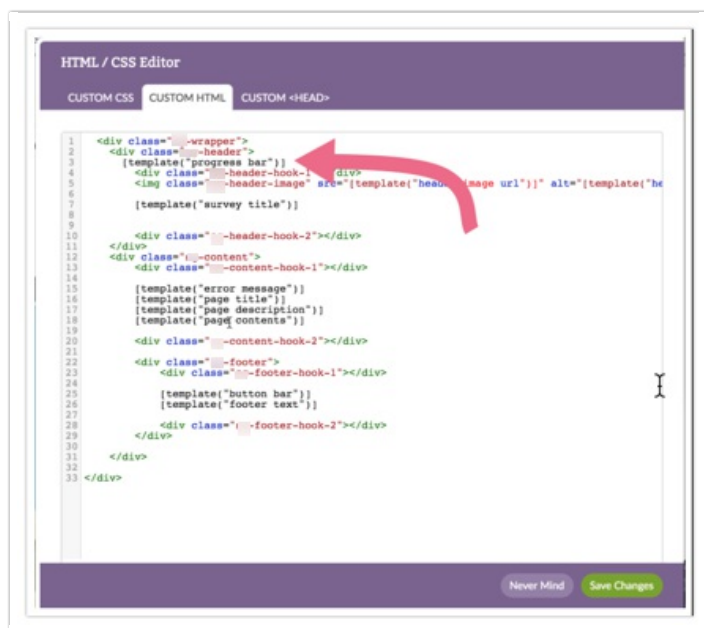 HTML / CSS Editor
CUSTOM CSS CUSTOM HTML CUSTOM <HEAD>
1 <div class="-wrapper">
2 <div class="-header">
3 [template("progress bar")]
4 <div class="-header-hook-1 div>
5 <img class="-header-image" src="[template("head image url")]" alt="[template("he
6
7 [template("survey title")]
8
9
10 <div class="-header-hook-2"></div>
11 </div>
12 <div class="-content">
13 <div class="-content-hook-1"></div>
14
15 [template("error message")]
16 [template("page title")]
17 [template("page description")]
18 [template("page contents")]
19
20 <div class="-content-hook-2"></div>
21
22 <div class="-footer">
23 <div class="-footer-hook-1"></div>
24
25 [template("button bar")]
26 [template("footer text")]
27
28 <div class="-footer-hook-2"></div>
29 </div>
30
31 </div>
32
33 </div>
Never Mind Save Changes